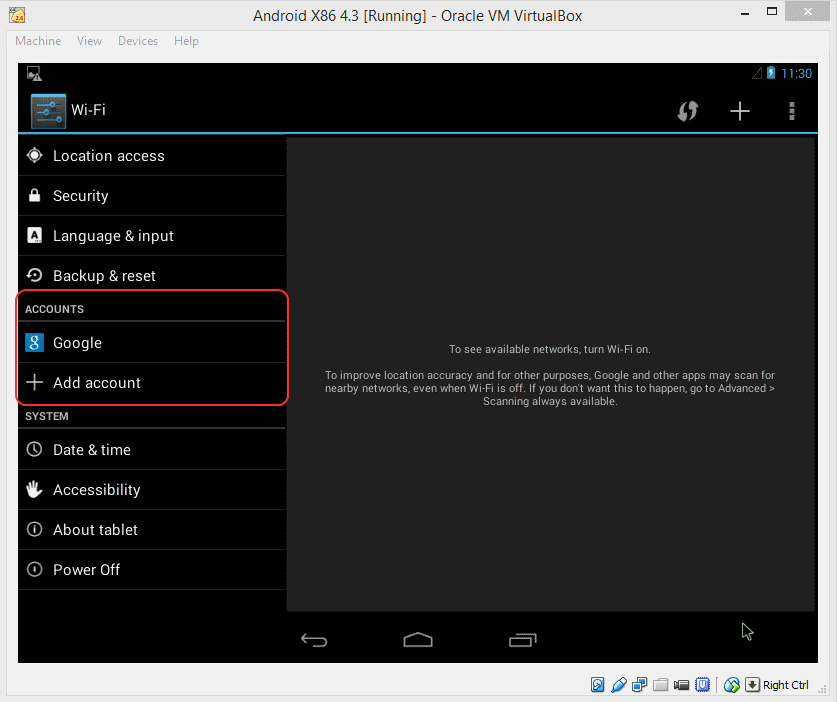 Android X86 4.3 [Running] - Oracle VM VirtualBox
Machine View Devices Help
11:30
Wi-Fi
Location access
Security
Language & input
Backup & reset
ACCOUNTS
Google
Add account
SYSTEM
Date & time
Accessibility
About tablet
Power Off
To see available networks, turn Wi-Fi on.
To improve location accuracy and for other purposes, Google and other apps may scan for
nearby networks, even when Wi-Fi is off. If you don't want this to happen, go to Advanced >
Scanning always available.
Right Ctrl